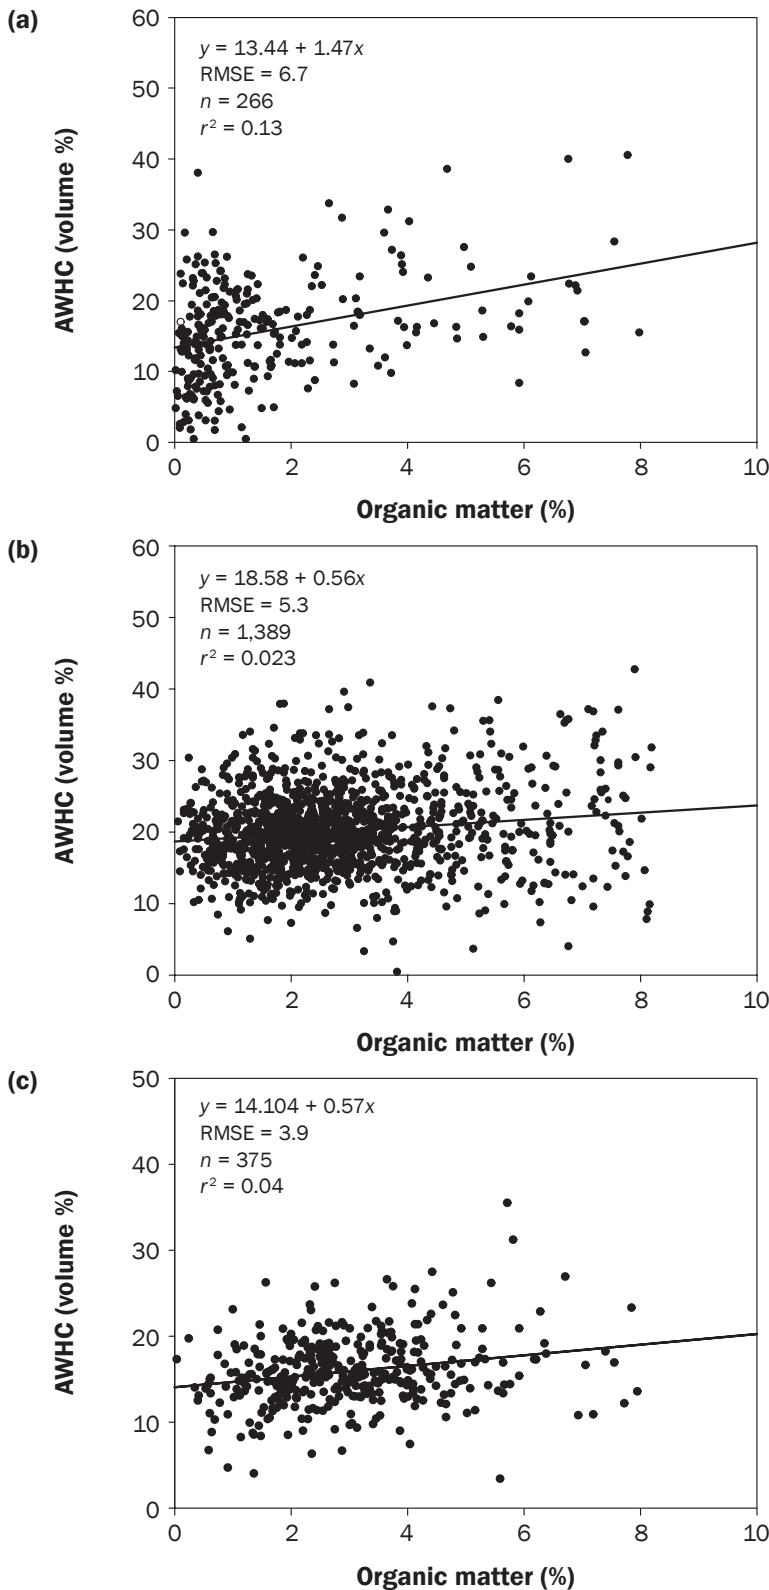 (a)
60
50
40
30
20
10
0
AWHC (volume %)
y = 13.44 + 1.47x
RMSE = 6.7
n = 266
r² = 0.13
0 2 4 6 8 10
Organic matter (%)
(b)
60
50
40
30
20
10
0
AWHC (volume %)
y = 18.58 + 0.56x
RMSE = 5.3
n = 1,389
r² = 0.023
0 2 4 6 8 10
Organic matter (%)
(c)
50
40
30
20
10
0
AWHC (volume %)
y = 14.104 + 0.57x
RMSE = 3.9
n = 375
r² = 0.04
0 2 4 6 8 10
Organic matter (%)